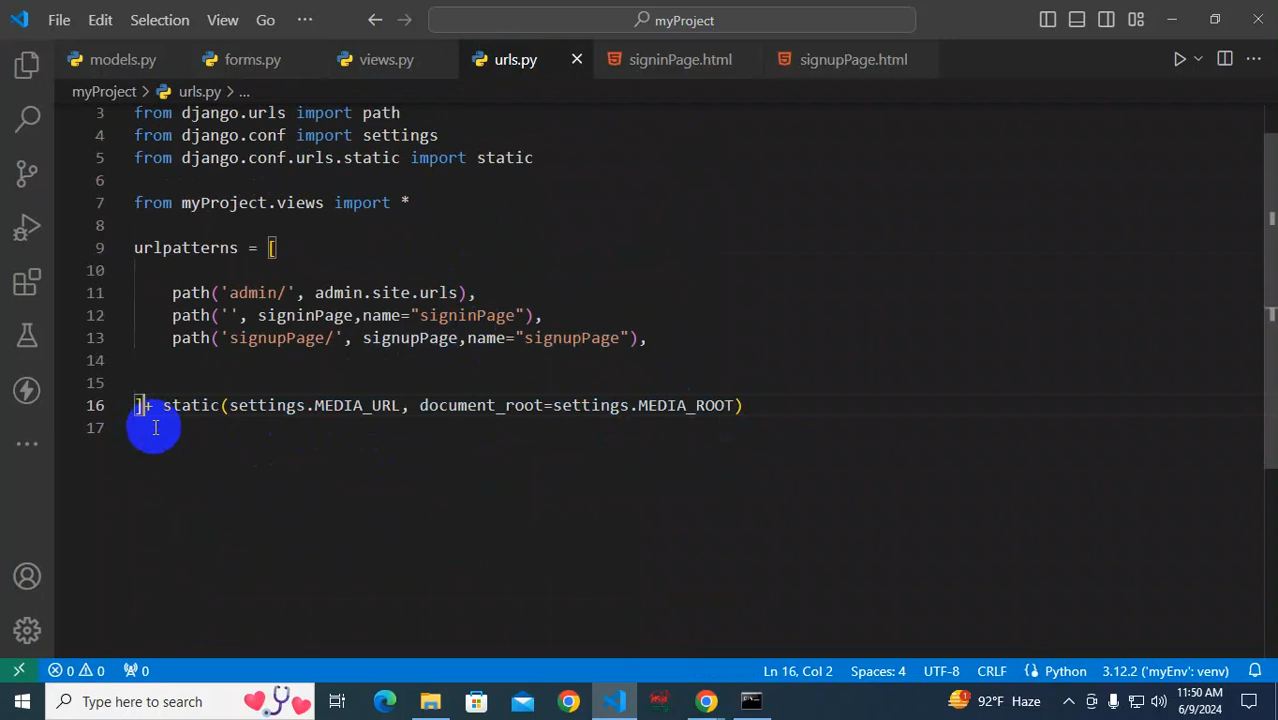 File Edit Selection View Go ··· myProject
models.py forms.py views.py urls.py signinPage.html signupPage.html
myProject > urls.py > ...
3 from django.urls import path
4 from django.conf import settings
5 from django.conf.urls.static import static
6
7 from myProject.views import *
8
9 urlpatterns = [
10
11 path('admin/', admin.site.urls),
12 path('', signinPage,name="signinPage"),
13 path('signupPage/', signupPage,name="signupPage"),
14
15
16 ]+ static(settings.MEDIA_URL, document_root=settings.MEDIA_ROOT)
17
0 0 0 Ln 16, Col 2 Spaces: 4 UTF-8 CRLF Python 3.12.2 ('myEnv': venv)
Type here to search 1 92°F Haze 11:50 AM
6/9/2024